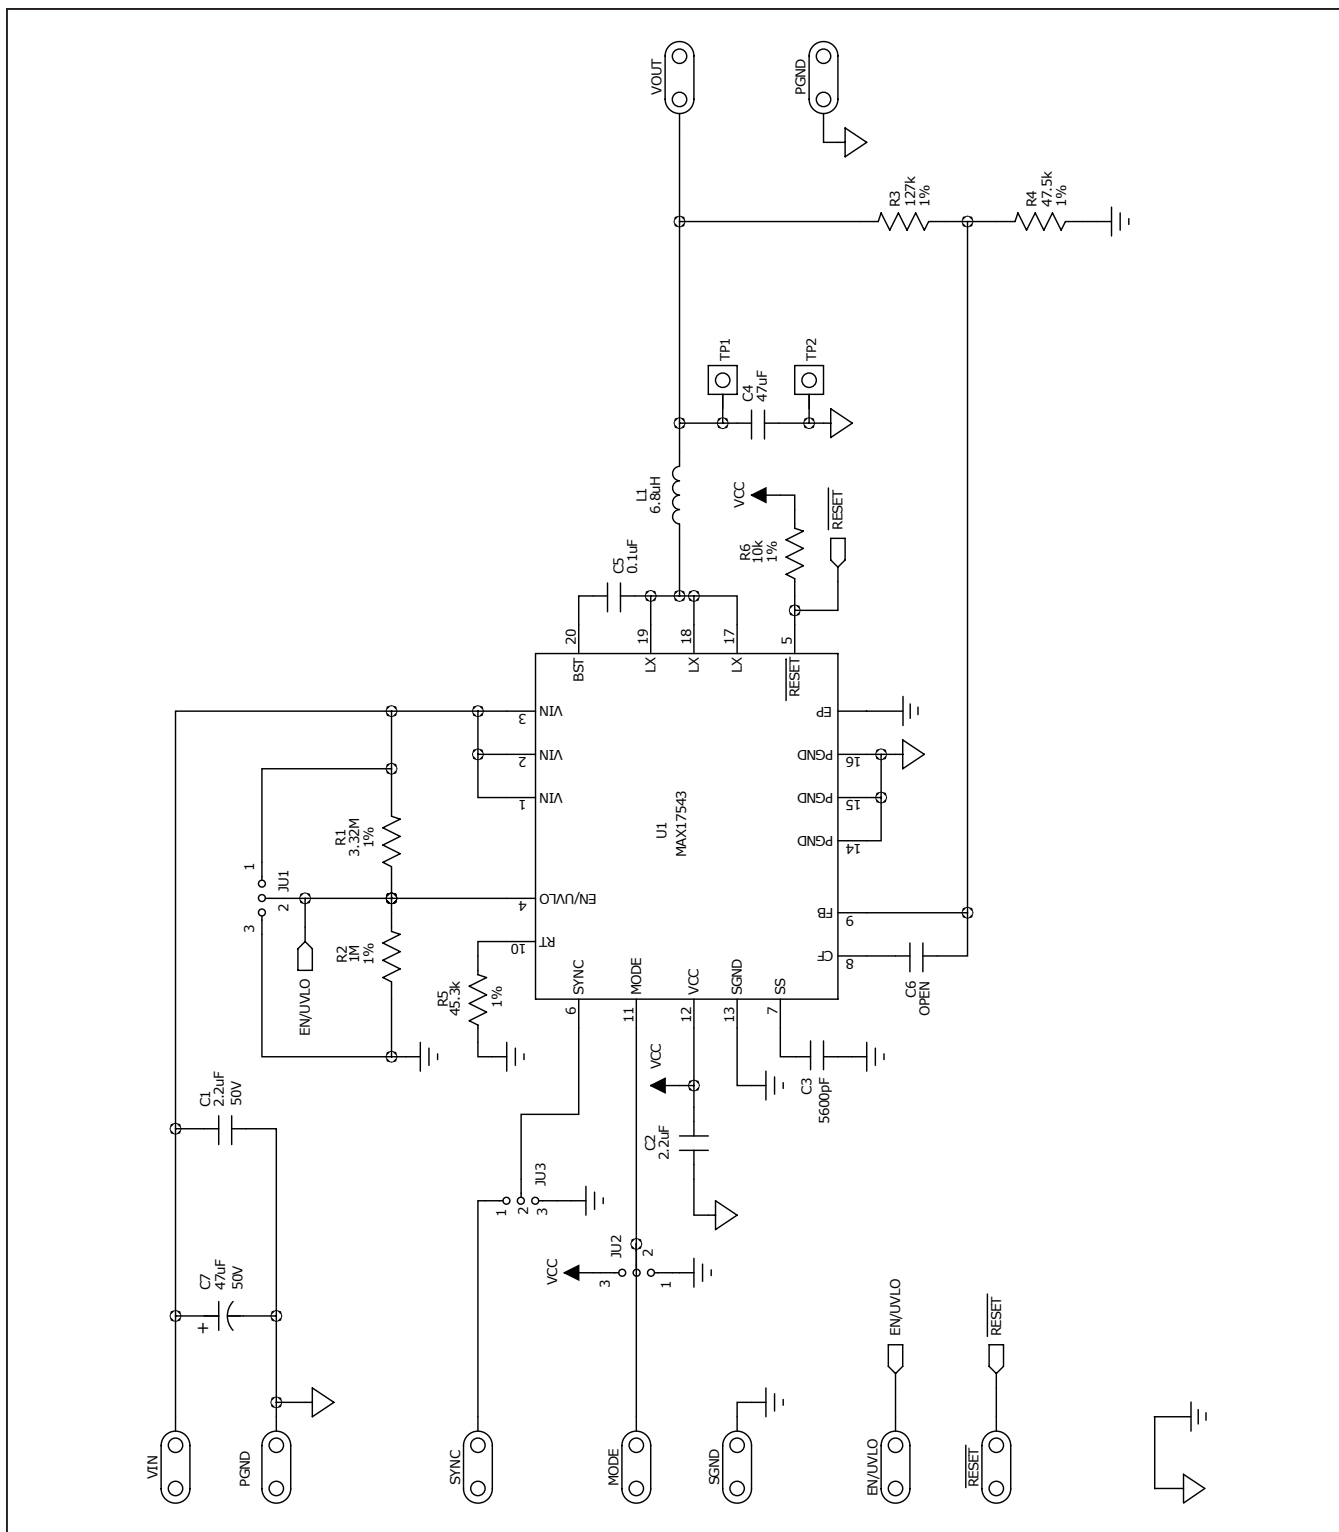 VIN
PGND
SYNC
MODE
SGND
EN/UVLO
RESET
EN/UVLO
RESET
C7
47uF
50V
+
C1
2.2uF
50V
VCC
JU2
3
2
1
JU3
1
2
3
C2
2.2uF
VCC
C3
5600pF
R5
45.3k
1%
R2
1M
1%
EN/UVLO
JU1
3
2
1
R1
3.32M
1%
U1
MAX17543
6
SYNC
11
MODE
12
VCC
13
SGND
7
SS
10
RT
4
EN/UVLO
1
VIN
2
VIN
3
VIN
8
CF
9
FB
14
PGND
15
PGND
16
PGND
EP
20
BST
19
LX
18
LX
17
LX
5
RESET
C6
OPEN
C5
0.1uF
L1
6.8uH
R6
10k
1%
VCC
RESET
TP1
C4
47uF
TP2
R3
127k
1%
R4
47.5k
1%
VOUT
PGND